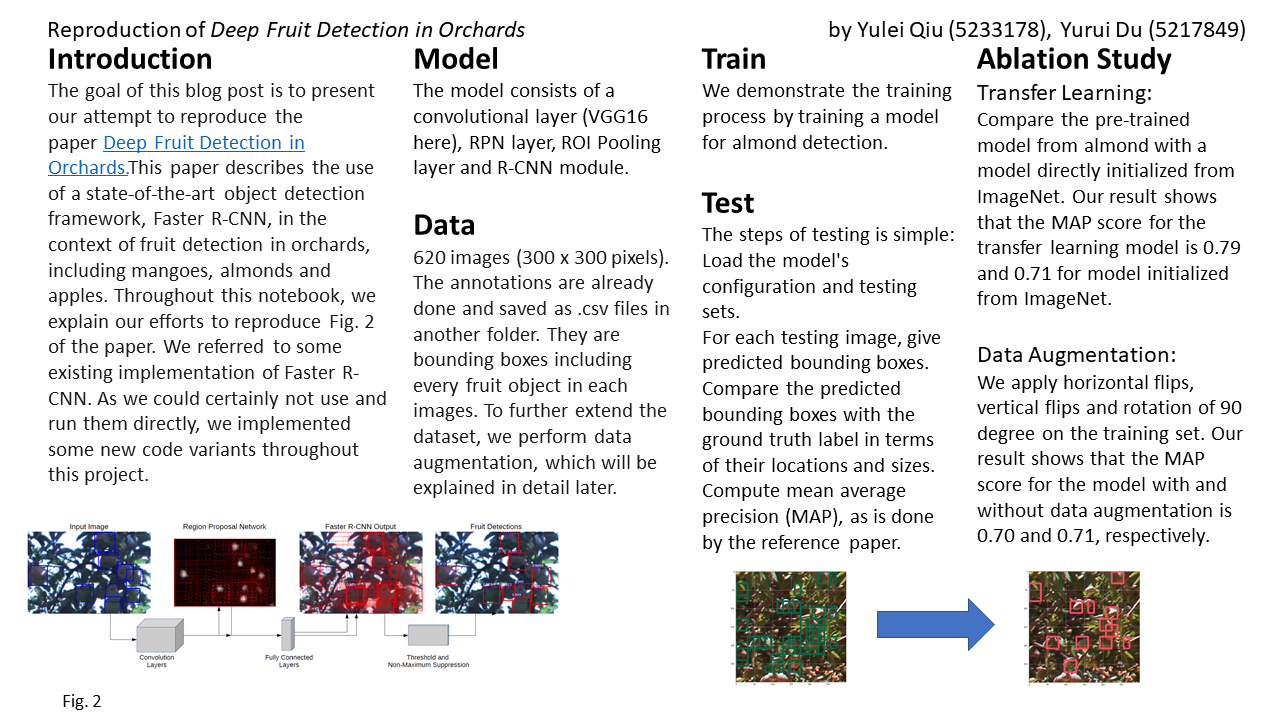 Reproduction of Deep Fruit Detection in Orchards
by Yulei Qiu (5233178), Yurui Du (5217849)
Introduction
The goal of this blog post is to present
our attempt to reproduce the
paper Deep Fruit Detection in
Orchards.This paper describes the use
of a state-of-the-art object detection
framework, Faster R-CNN, in the
context of fruit detection in orchards,
including mangoes, almonds and
apples. Throughout this notebook, we
explain our efforts to reproduce Fig. 2
of the paper. We referred to some
existing implementation of Faster R-
CNN. As we could certainly not use and
run them directly, we implemented
some new code variants throughout
this project.
Model
The model consists of a
convolutional layer (VGG16
here), RPN layer, ROI Pooling
layer and R-CNN module.
Data
620 images (300 x 300 pixels).
The annotations are already
done and saved as .csv files in
another folder. They are
bounding boxes including
every fruit object in each
images. To further extend the
dataset, we perform data
augmentation, which will be
explained in detail later.
Train
We demonstrate the training
process by training a model
for almond detection.
Test
The steps of testing is simple:
Load the model's
configuration and testing
sets.
For each testing image, give
predicted bounding boxes.
Compare the predicted
bounding boxes with the
ground truth label in terms
of their locations and sizes.
Compute mean average
precision (MAP), as is done
by the reference paper.
Ablation Study
Transfer Learning:
Compare the pre-trained
model from almond with a
model directly initialized from
ImageNet. Our result shows
that the MAP score for the
transfer learning model is 0.79
and 0.71 for model initialized
from ImageNet.
Data Augmentation:
We apply horizontal flips,
vertical flips and rotation of 90
degree on the training set. Our
result shows that the MAP
score for the model with and
without data augmentation is
0.70 and 0.71, respectively.
Input Image
Region Proposal Network
Faster R-CNN Output
Fruit Detections
Convolution
Layers
Fully Connected
Layers
Threshold and
Non-Maximum Suppression
Fig. 2